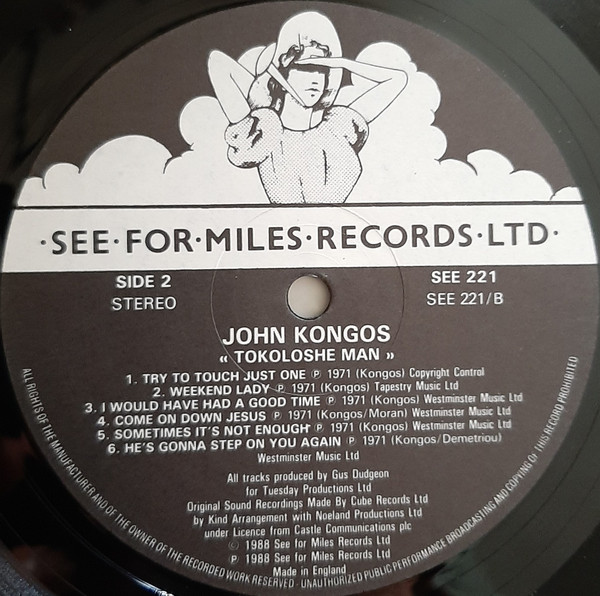 ·SEE·FOR·MILES·RECORDS·LTD·
SIDE 2
STEREO
SEE 221
SEE 221/B
JOHN KONGOS
« TOKOLOSHE MAN »
1. TRY TO TOUCH JUST ONE ℗ 1971 (Kongos) Copyright Control
2. WEEKEND LADY ℗ 1971 (Kongos) Tapestry Music Ltd
3. I WOULD HAVE HAD A GOOD TIME ℗ 1971 (Kongos) Westminster Music Ltd
4. COME ON DOWN JESUS ℗ 1971 (Kongos/Moran) Westminster Music Ltd
5. SOMETIMES IT'S NOT ENOUGH ℗ 1971 (Kongos) Westminster Music Ltd
6. HE'S GONNA STEP ON YOU AGAIN ℗ 1971 (Kongos/Demetriou)
Westminster Music Ltd
All tracks produced by Gus Dudgeon
for Tuesday Productions Ltd
Original Sound Recordings Made By Cube Records Ltd
by Kind Arrangement with Noeland Productions Ltd
under Licence from Castle Communications plc
© 1988 See for Miles Records Ltd
℗ 1988 See for Miles Records Ltd
Made in England
ALL RIGHTS OF THE MANUFACTURER AND OF THE OWNER OF THE RECORDED WORK RESERVED - UNAUTHORIZED PUBLIC PERFORMANCE BROADCASTING AND COPYING OF THIS RECORD PROHIBITED